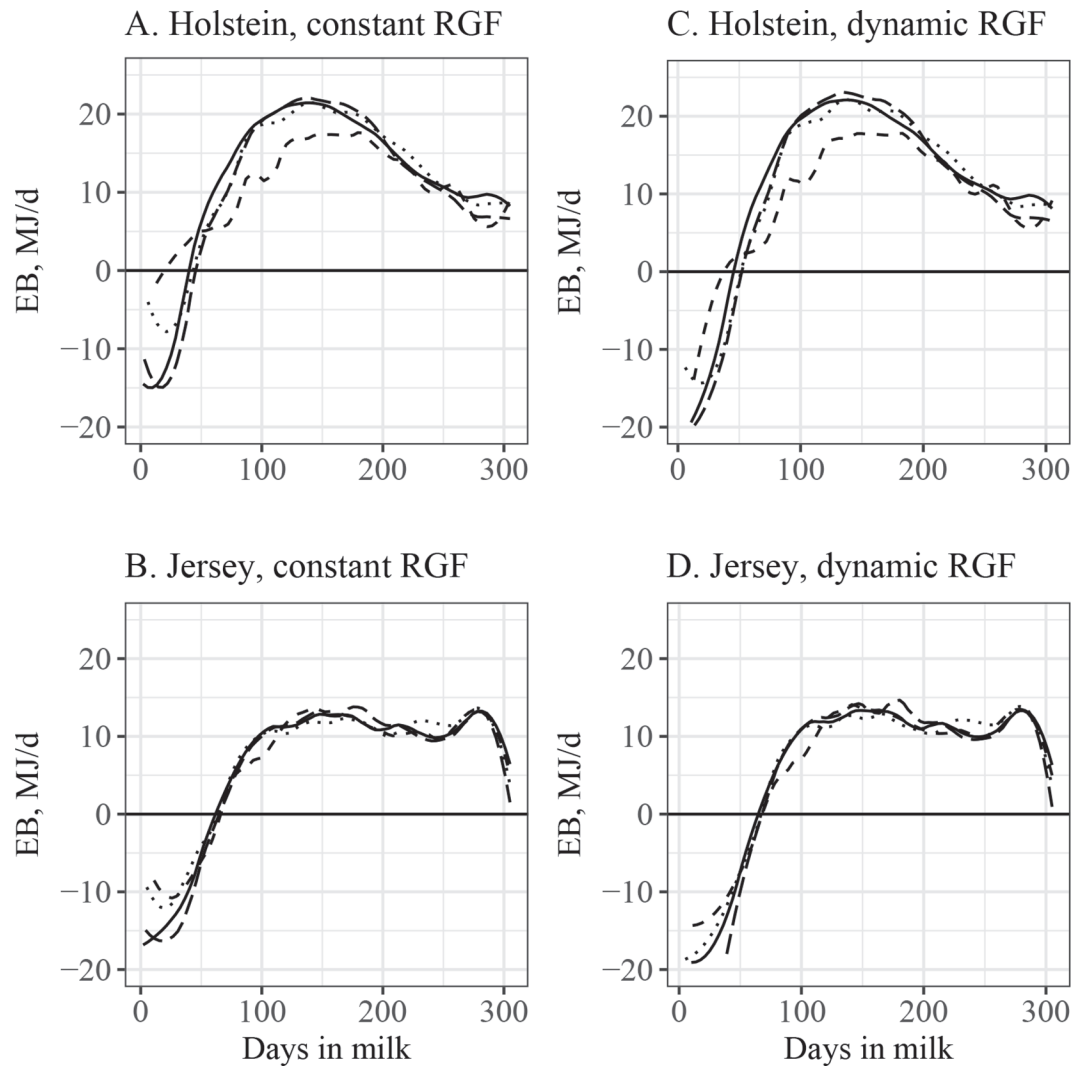 A. Holstein, constant RGF
EB, MJ/d
20
10
0
−10
−20
0 100 200 300
C. Holstein, dynamic RGF
EB, MJ/d
20
10
0
−10
−20
0 100 200 300
B. Jersey, constant RGF
EB, MJ/d
20
10
0
−10
−20
0 100 200 300
Days in milk
D. Jersey, dynamic RGF
EB, MJ/d
20
10
0
−10
−20
0 100 200 300
Days in milk